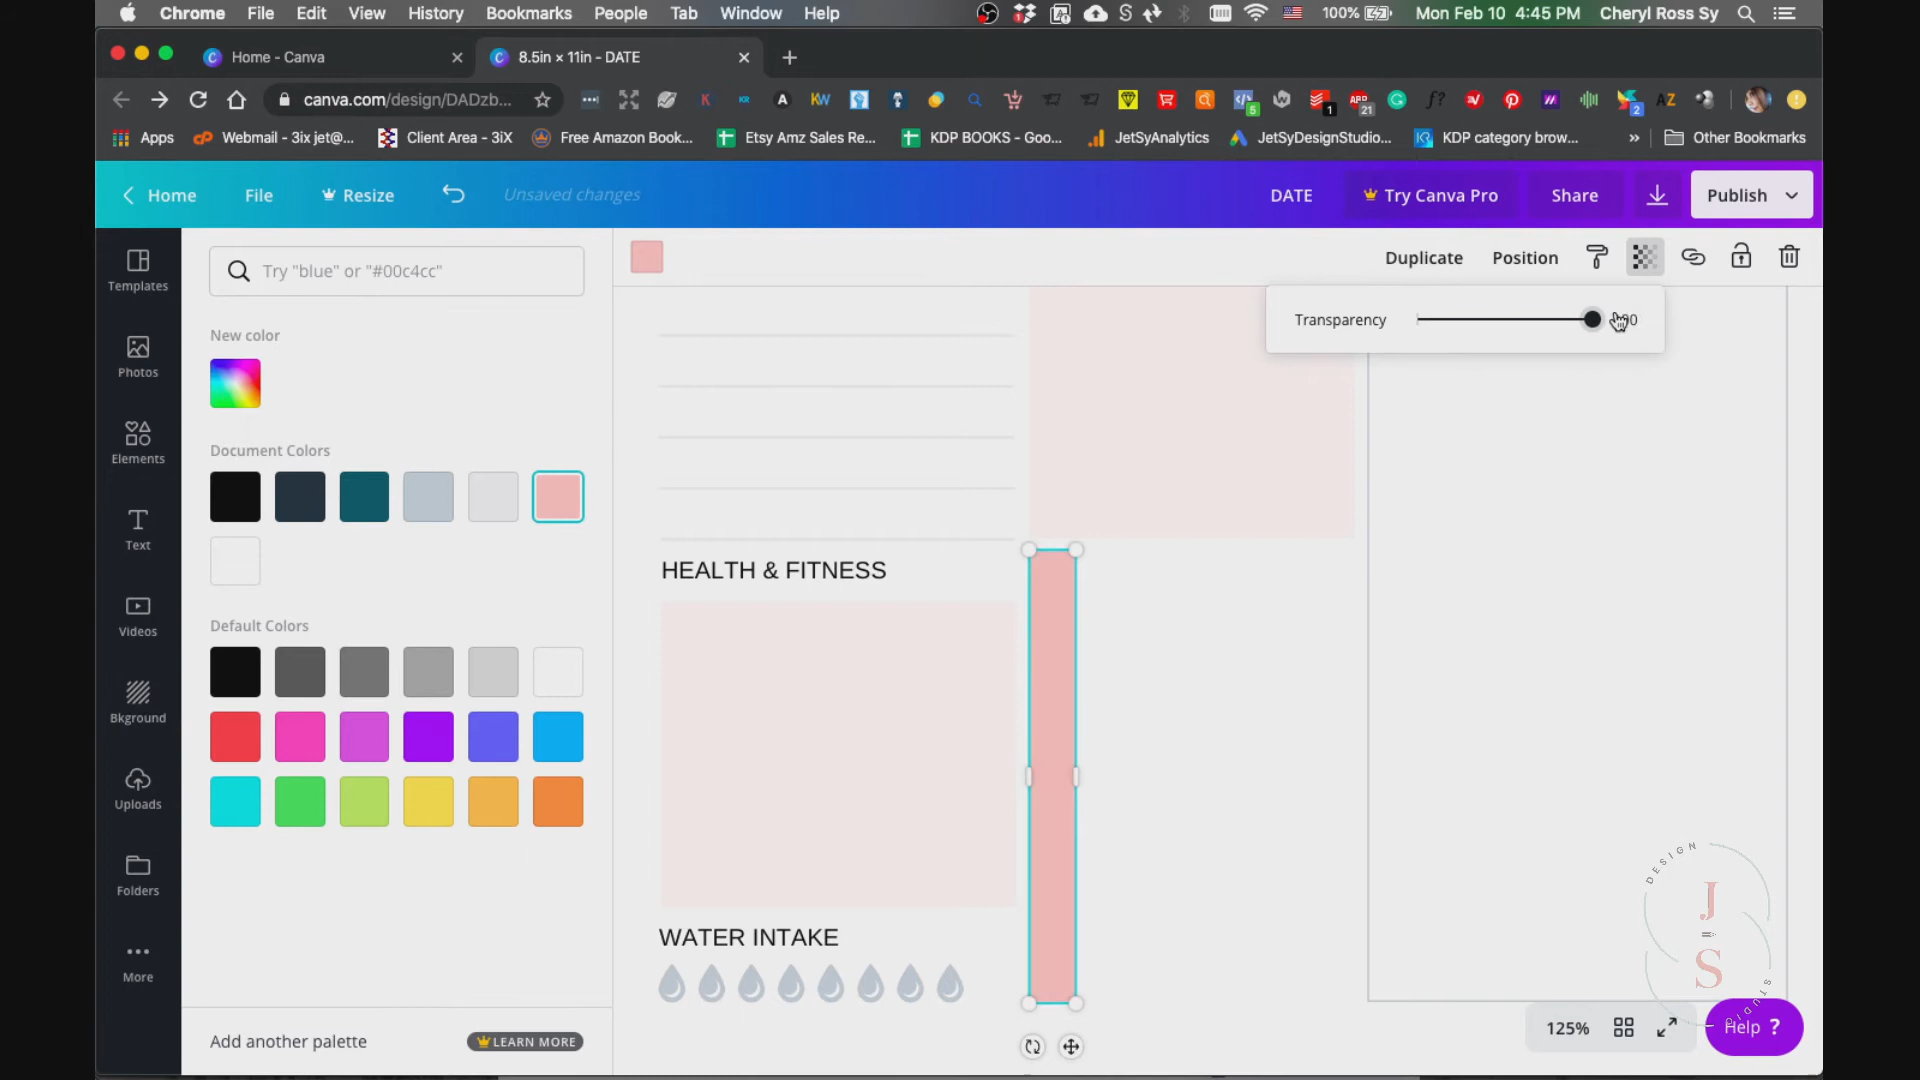 Chrome File Edit View History Bookmarks People Tab Window Help 100% Mon Feb 10 4:45 PM Cheryl Ross Sy
Home - Canva 8.5in × 11in - DATE
canva.com/design/DADzb...
Apps Webmail - 3ix jet@... Client Area - 3iX Free Amazon Book... Etsy Amz Sales Re... KDP BOOKS - Goo... JetSyAnalytics JetSyDesignStudio... KDP category brow... » Other Bookmarks
Home File Resize Unsaved changes DATE Try Canva Pro Share Publish
Templates
Photos
Elements
Text
Videos
Bkground
Uploads
Folders
More
Try "blue" or "#00c4cc"
New color
Document Colors
Default Colors
Add another palette LEARN MORE
Duplicate Position
Transparency
HEALTH & FITNESS
WATER INTAKE
DESIGN
J
S
STUDIO
125% Help ?